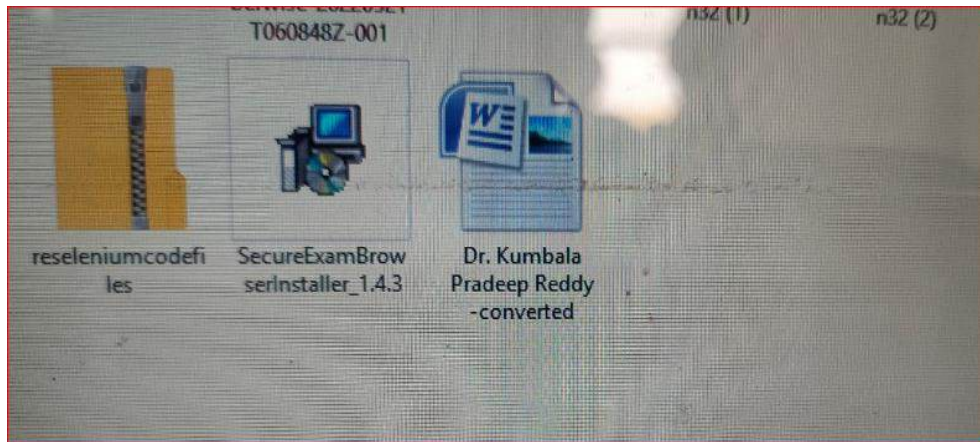 T060848Z-001
n32 (1)
n32 (2)
reseleniumcodefi
les
SecureExamBrow
serInstaller_1.4.3
Dr. Kumbala
Pradeep Reddy
-converted